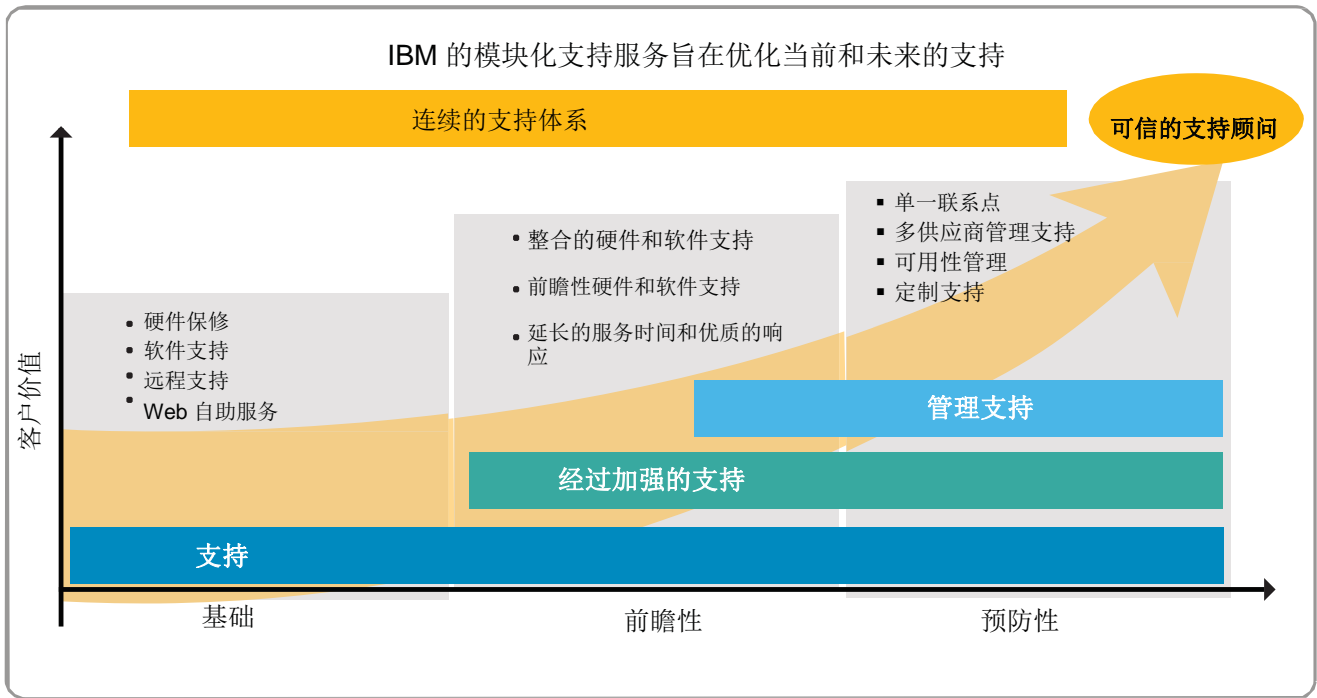 IBM 的模块化支持服务旨在优化当前和未来的支持
连续的支持体系
可信的支持顾问
客户价值
• 硬件保修
• 软件支持
• 远程支持
• Web 自助服务
• 整合的硬件和软件支持
• 前瞻性硬件和软件支持
• 延长的服务时间和优质的响
应
▪ 单一联系点
▪ 多供应商管理支持
▪ 可用性管理
▪ 定制支持
管理支持
经过加强的支持
支持
基础
前瞻性
预防性